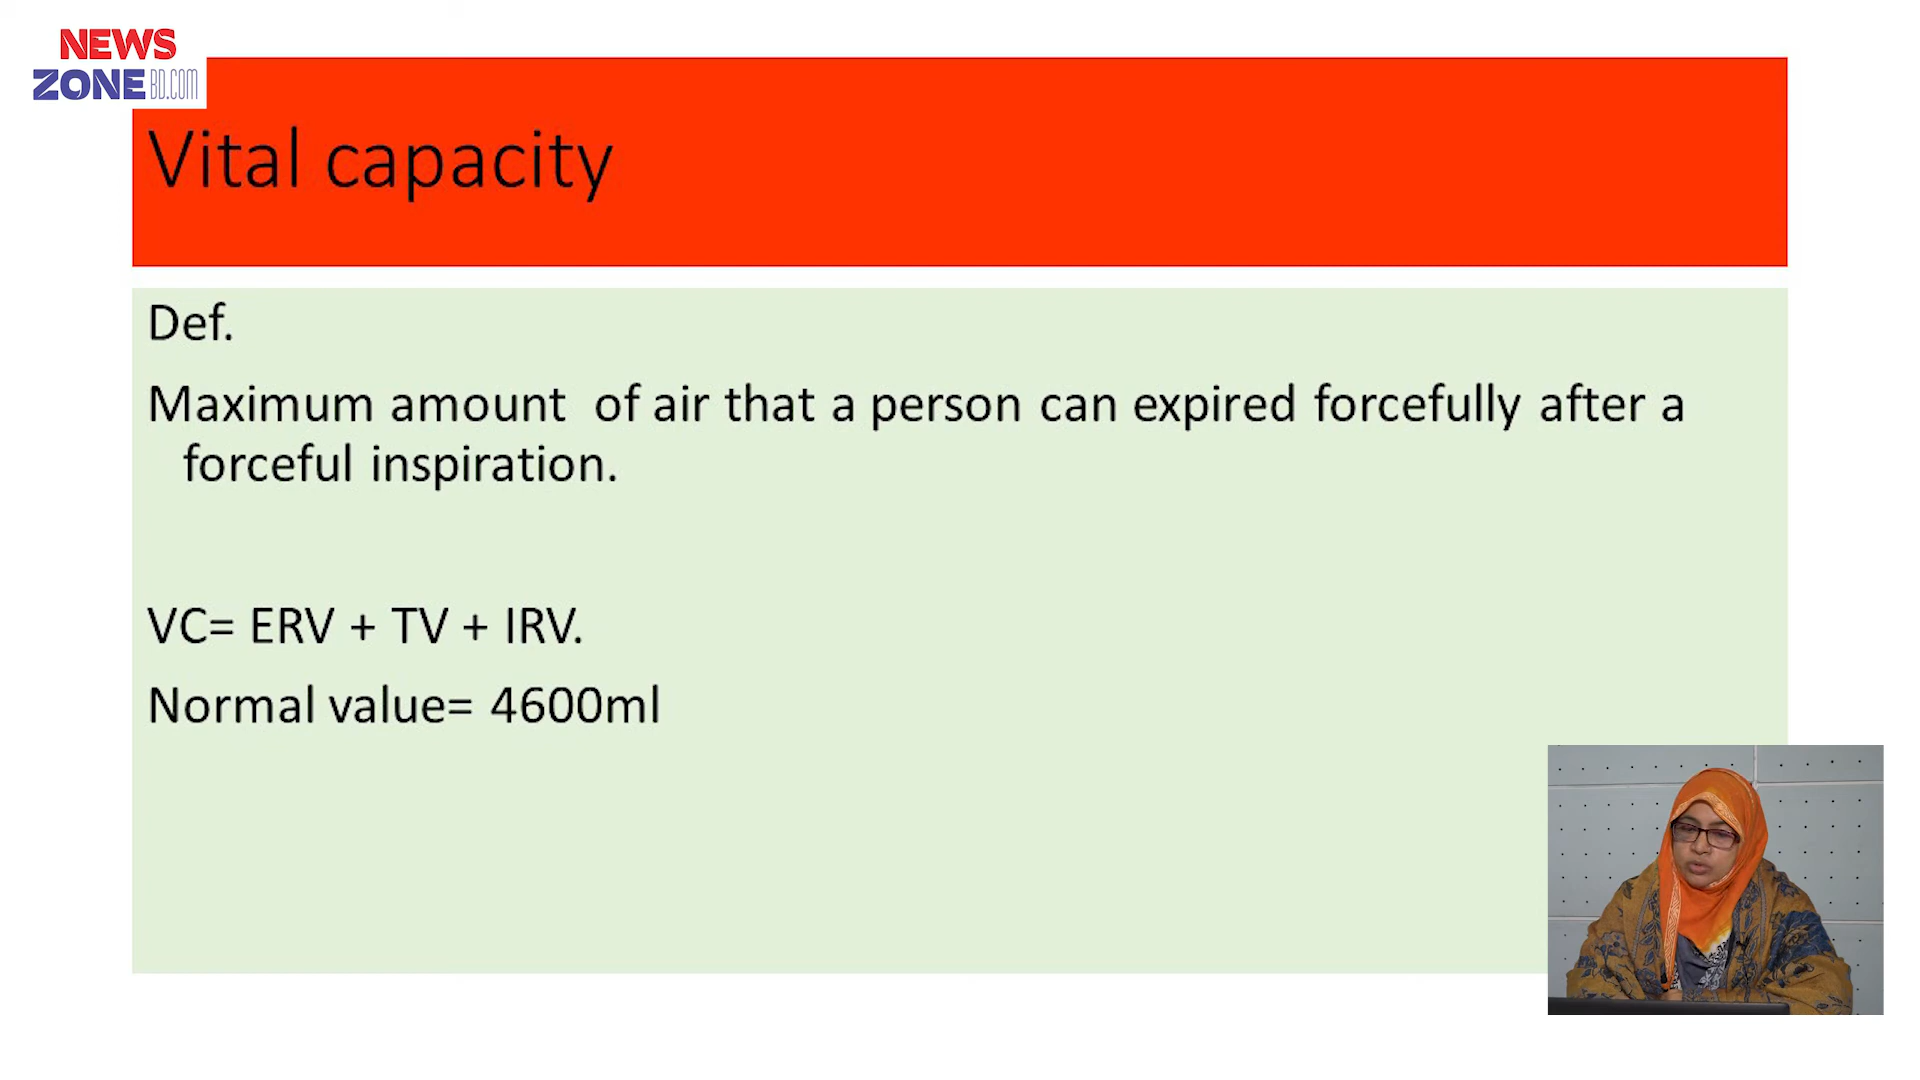 NEWS
ZONE BD.COM
Vital capacity
Def.
Maximum amount of air that a person can expired forcefully after a
forceful inspiration.
VC= ERV + TV + IRV.
Normal value= 4600ml